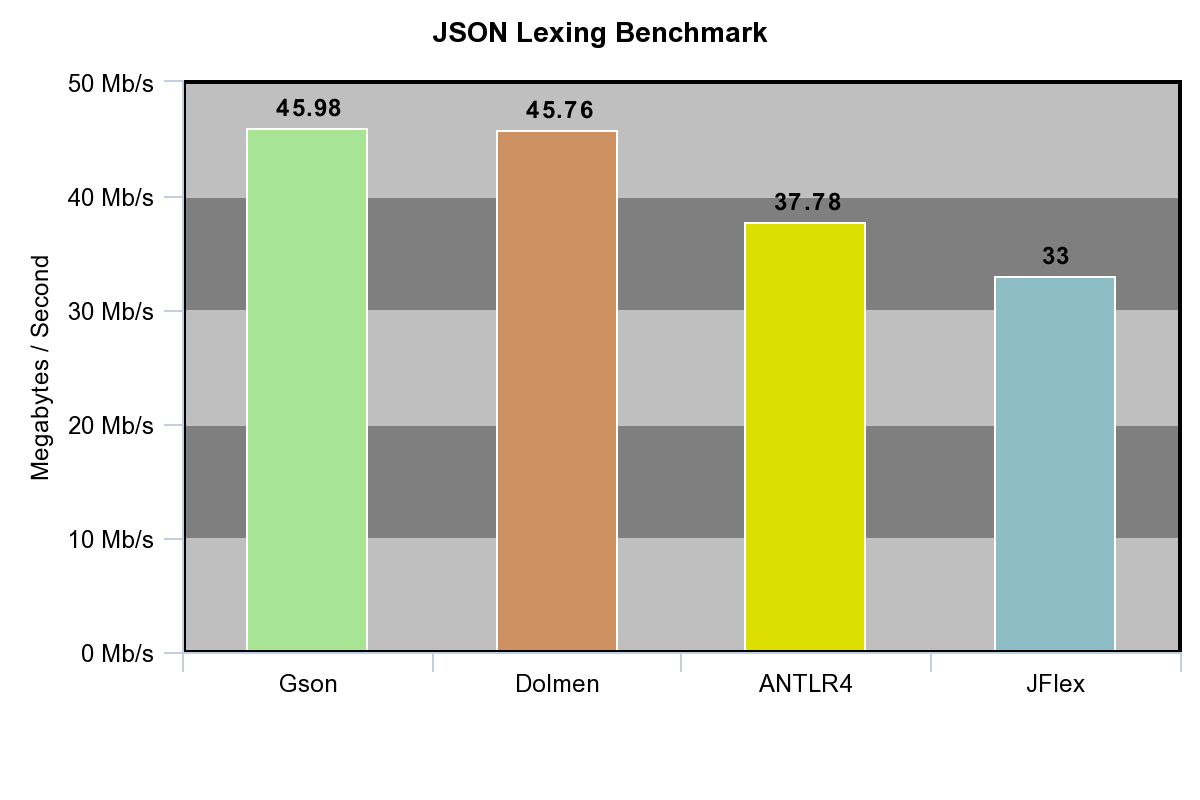 JSON Lexing Benchmark
Megabytes / Second
50 Mb/s
40 Mb/s
30 Mb/s
20 Mb/s
10 Mb/s
0 Mb/s
45.98
45.76
37.78
33
Gson
Dolmen
ANTLR4
JFlex